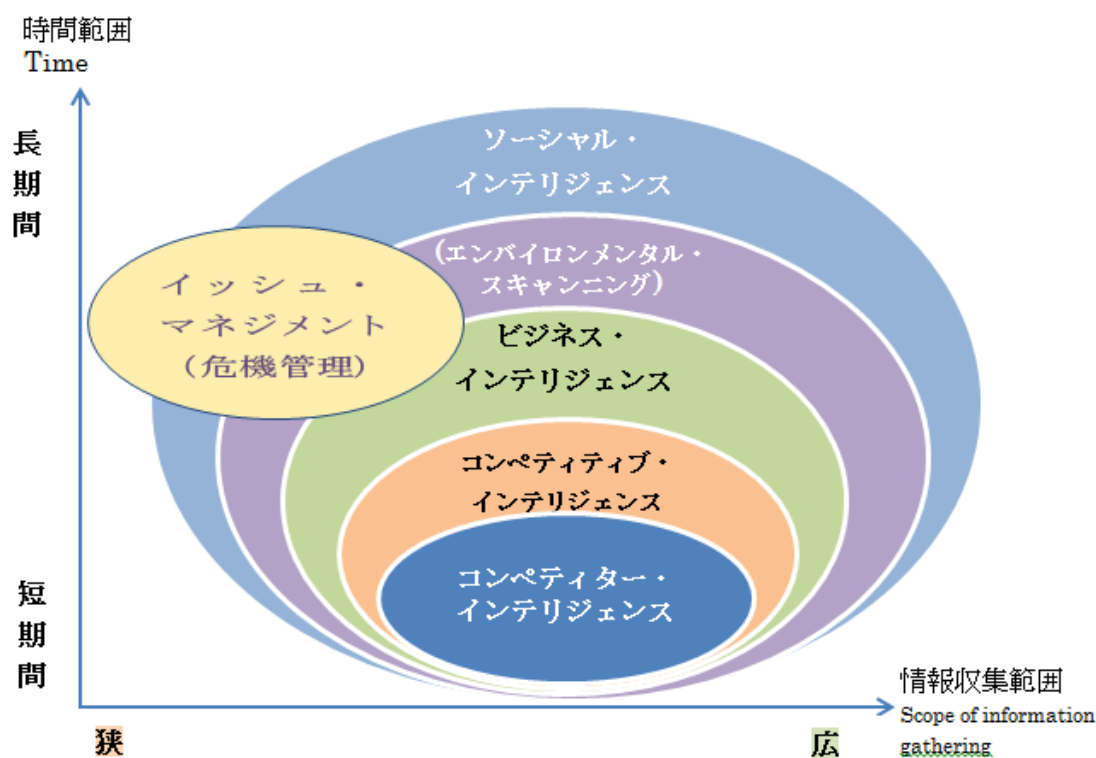 時間範囲
Time
長
期
間
ソーシャル・
インテリジェンス
(エンバイロンメンタル・
スキャンニング)
イッシュ・
マネジメント
(危機管理)
ビジネス・
インテリジェンス
コンペティティブ・
インテリジェンス
コンペティター・
インテリジェンス
短
期
間
情報収集範囲
Scope of information
gathering
狭
広